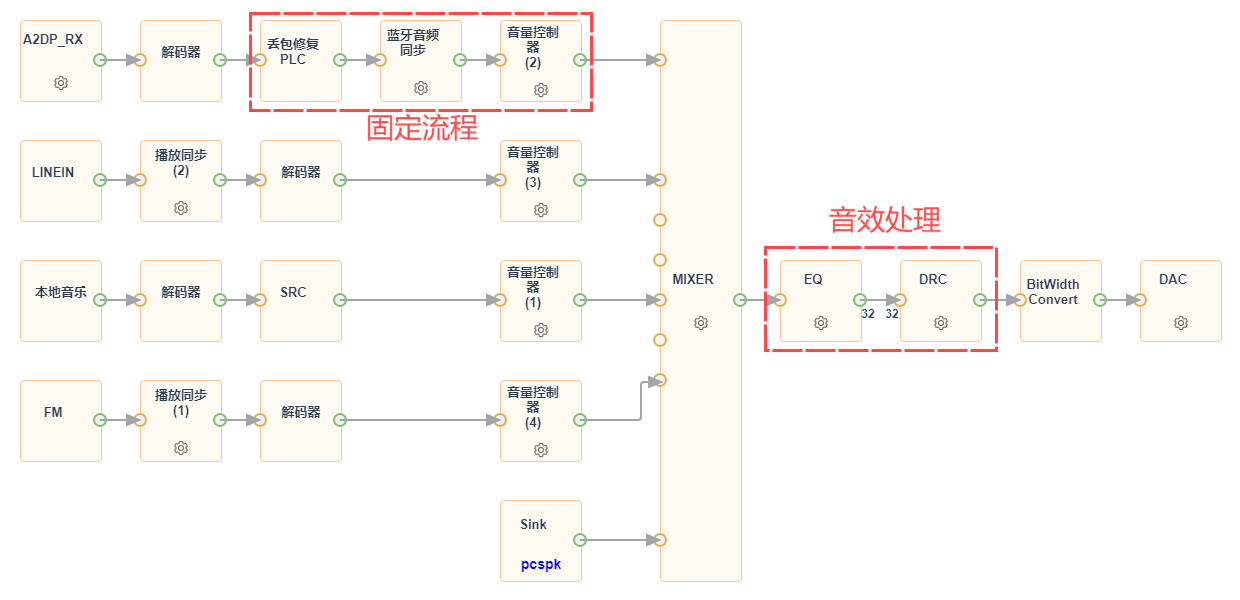 A2DP_RX
解码器
丢包修复
PLC
蓝牙音频
同步
音量控制
器
(2)
固定流程
LINEIN
播放同步
(2)
解码器
音量控制
器
(3)
本地音乐
解码器
SRC
音量控制
器
(1)
FM
播放同步
(1)
解码器
音量控制
器
(4)
Sink
pcspk
MIXER
音效处理
EQ
32
32
DRC
BitWidth
Convert
DAC